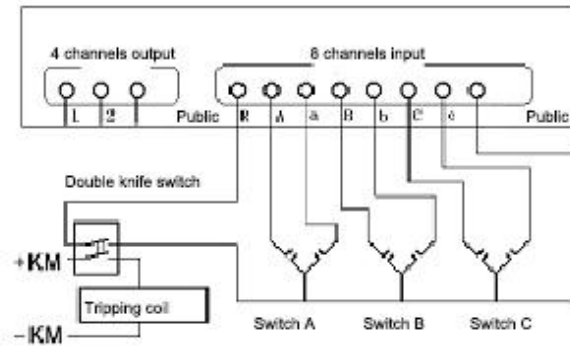 4 channels output
8 channels input
1 2 Public R A a B b C c Public
Double knife switch
+KM
Tripping coil
-KM
Switch A Switch B Switch C